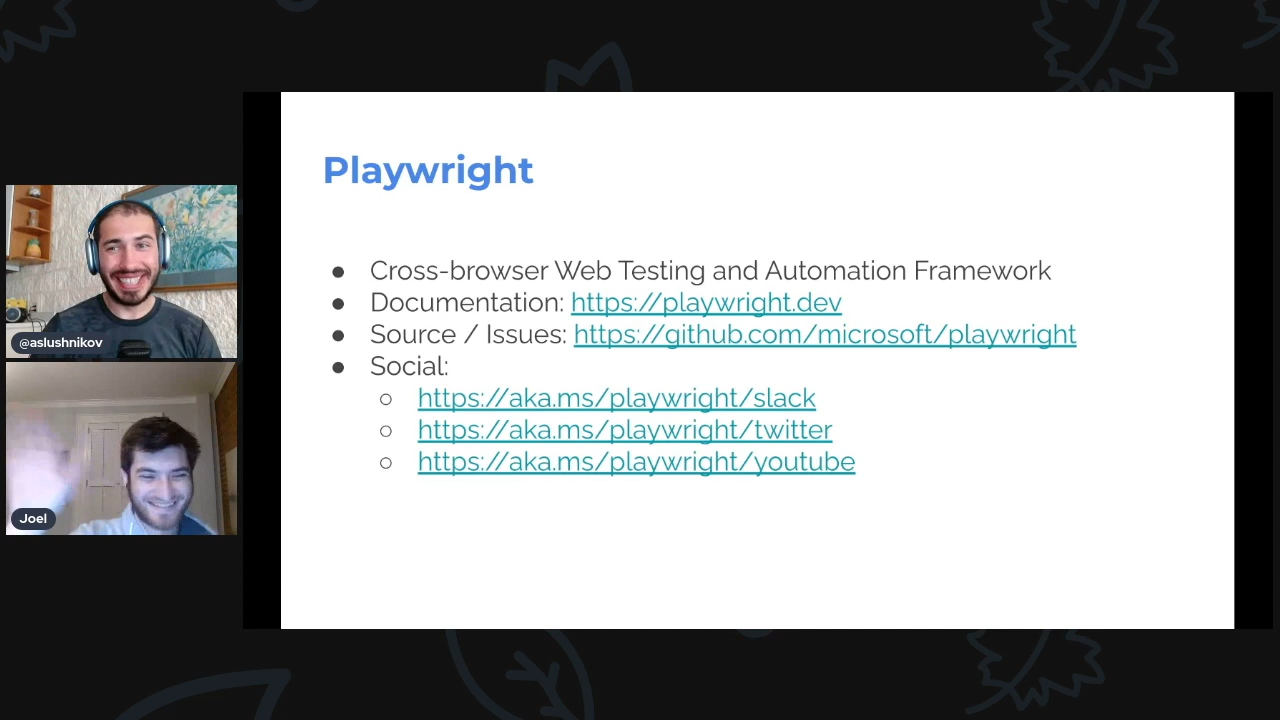 Playwright
Cross-browser Web Testing and Automation Framework
Documentation: https://playwright.dev
Source / Issues: https://github.com/microsoft/playwright
Social:
https://aka.ms/playwright/slack
https://aka.ms/playwright/twitter
https://aka.ms/playwright/youtube
@aslushnikov
Joel